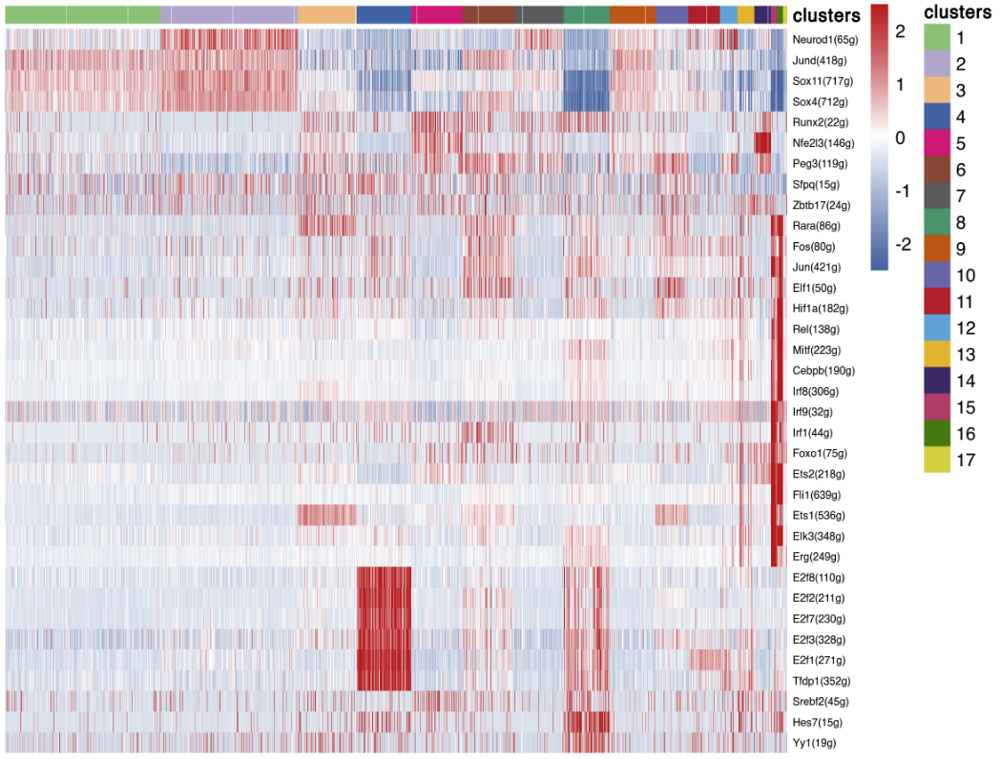 clusters
Neurod1(65g)
Jund(418g)
Sox11(717g)
Sox4(712g)
Runx2(22g)
Nfe2l3(146g)
Peg3(119g)
Sfpq(15g)
Zbtb17(24g)
Rara(86g)
Fos(80g)
Jun(421g)
Elf1(50g)
Hif1a(182g)
Rel(138g)
Mitf(223g)
Cebpb(190g)
Irf8(306g)
Irf9(32g)
Irf1(44g)
Foxo1(75g)
Ets2(218g)
Fli1(639g)
Ets1(536g)
Elk3(348g)
Erg(249g)
E2f8(110g)
E2f2(211g)
E2f7(230g)
E2f3(328g)
E2f1(271g)
Tfdp1(352g)
Srebf2(45g)
Hes7(15g)
Yy1(19g)
2
1
0
-1
-2
clusters
1
2
3
4
5
6
7
8
9
10
11
12
13
14
15
16
17